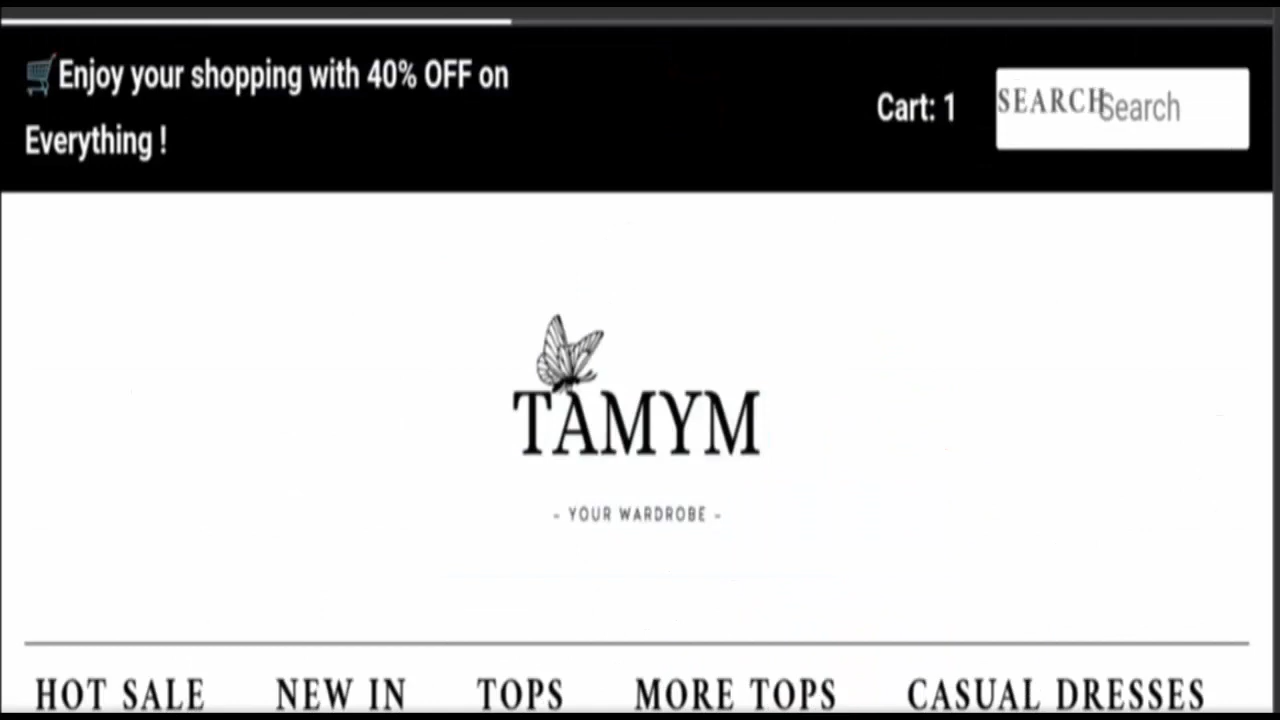 🛒Enjoy your shopping with 40% OFF on
Everything !
Cart: 1
SEARCH
Search
TAMYM
- YOUR WARDROBE -
HOT SALE NEW IN TOPS MORE TOPS CASUAL DRESSES